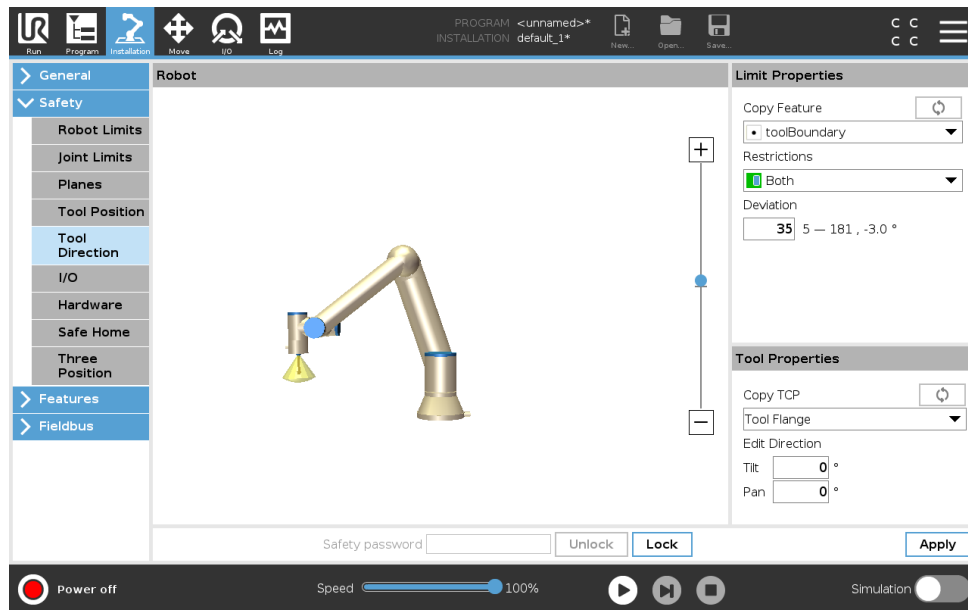 PROGRAM <unnamed>*
INSTALLATION default_1*
UR
Run
Program
Installation
Move
I/O
Log
New...
Open...
Save...
C C
C C
General
Safety
Robot Limits
Joint Limits
Planes
Tool Position
Tool
Direction
I/O
Hardware
Safe Home
Three
Position
Features
Fieldbus
Robot
+
−
Limit Properties
Copy Feature
toolBoundary
Restrictions
Both
Deviation
35 5 — 181 , -3.0 °
Tool Properties
Copy TCP
Tool Flange
Edit Direction
Tilt 0 °
Pan 0 °
Safety password Unlock Lock Apply
Power off Speed 100% Simulation